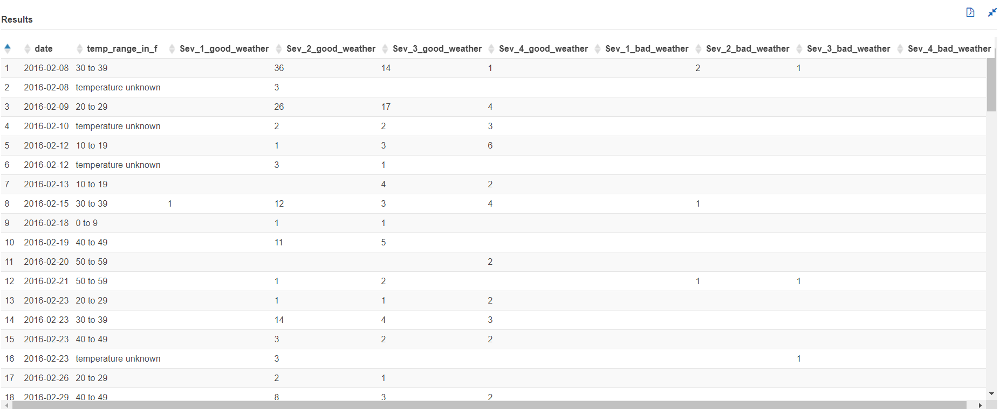 Results
date temp_range_in_f Sev_1_good_weather Sev_2_good_weather Sev_3_good_weather Sev_4_good_weather Sev_1_bad_weather Sev_2_bad_weather Sev_3_bad_weather Sev_4_bad_weather
1 2016-02-08 30 to 39 36 14 1 2 1
2 2016-02-08 temperature unknown 3
3 2016-02-09 20 to 29 26 17 4
4 2016-02-10 temperature unknown 2 2 3
5 2016-02-12 10 to 19 1 3 6
6 2016-02-12 temperature unknown 3 1
7 2016-02-13 10 to 19 4 2
8 2016-02-15 30 to 39 1 12 3 4 1
9 2016-02-18 0 to 9 1 1
10 2016-02-19 40 to 49 11 5
11 2016-02-20 50 to 59 2
12 2016-02-21 50 to 59 1 2 1 1
13 2016-02-23 20 to 29 1 1 2
14 2016-02-23 30 to 39 14 4 3
15 2016-02-23 40 to 49 3 2 2
16 2016-02-23 temperature unknown 3 1
17 2016-02-26 20 to 29 2 1
18 2016-02-29 40 to 49 8 3 2